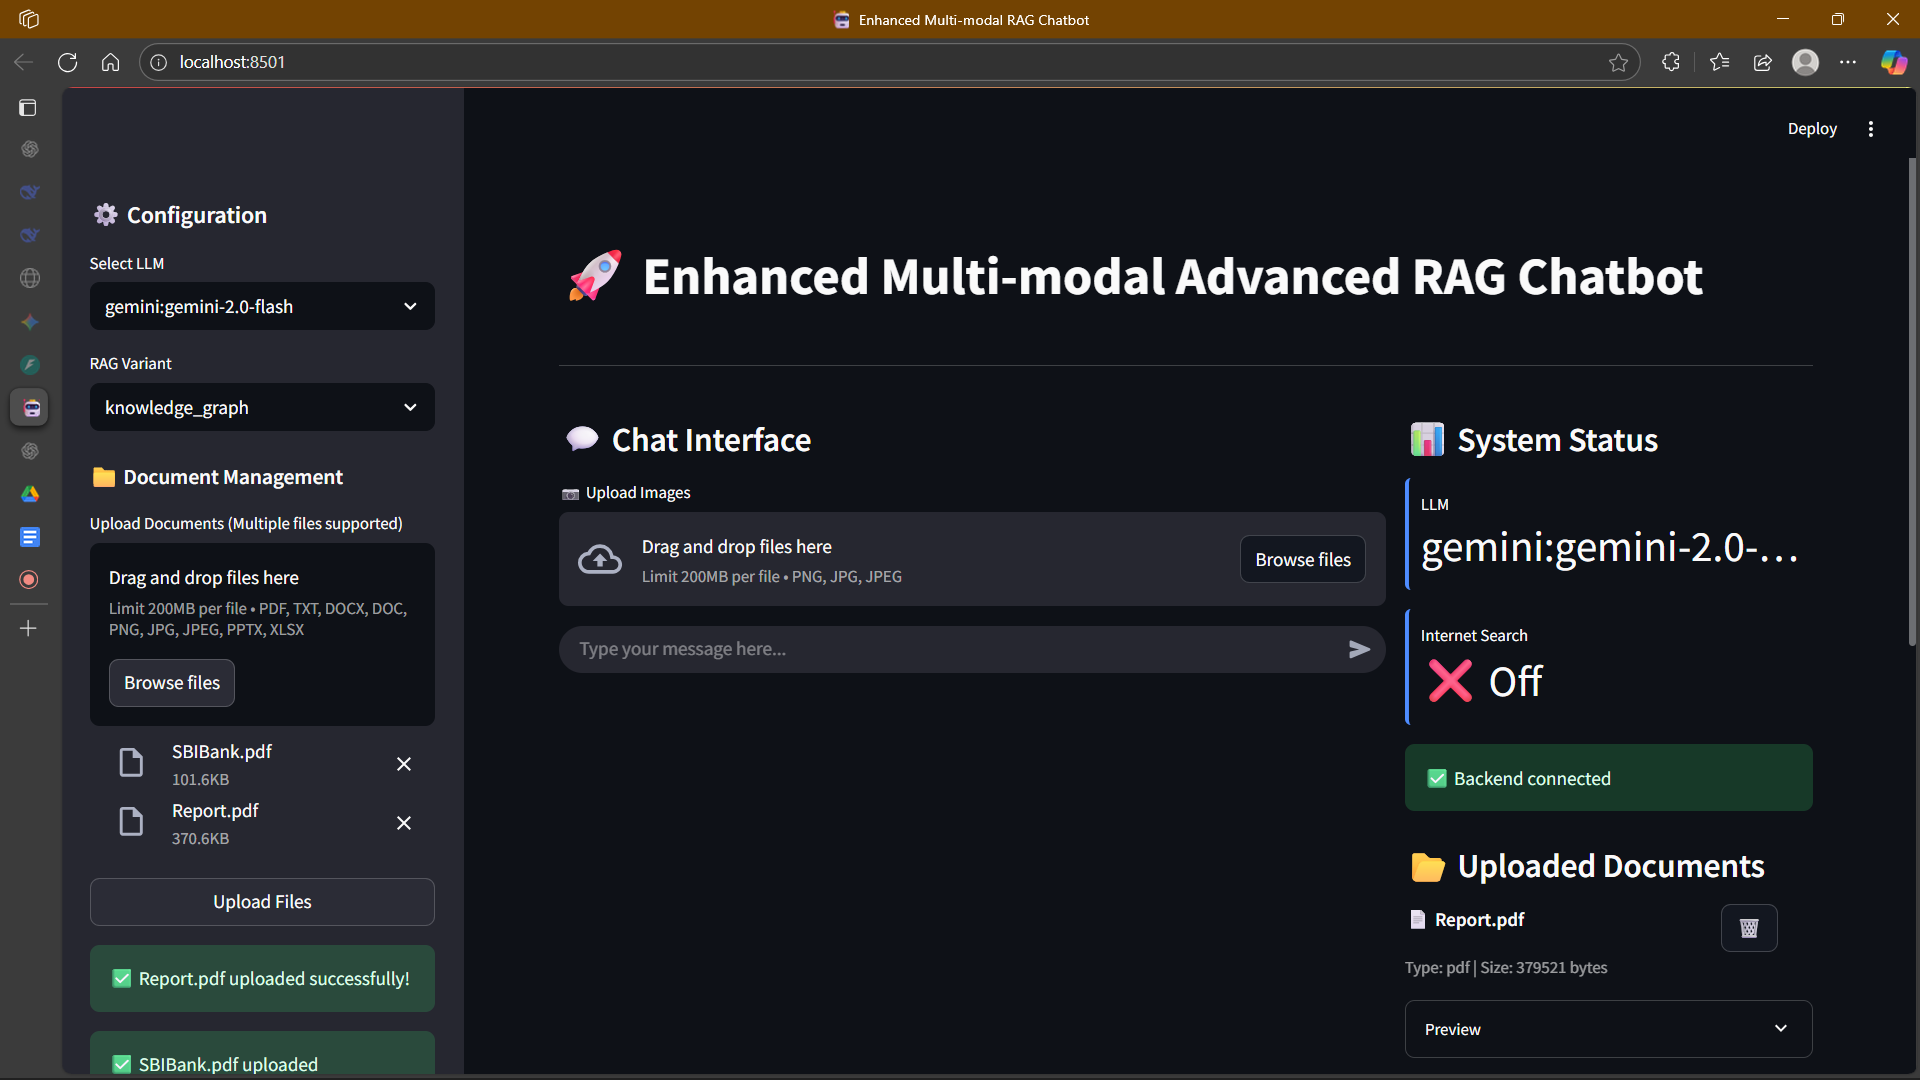 Enhanced Multi-modal RAG Chatbot
localhost:8501
Deploy
Configuration
Select LLM
gemini:gemini-2.0-flash
RAG Variant
knowledge_graph
Document Management
Upload Documents (Multiple files supported)
Drag and drop files here
Limit 200MB per file • PDF, TXT, DOCX, DOC,
PNG, JPG, JPEG, PPTX, XLSX
Browse files
SBIBank.pdf
101.6KB
Report.pdf
370.6KB
Upload Files
Report.pdf uploaded successfully!
SBIBank.pdf uploaded
Enhanced Multi-modal Advanced RAG Chatbot
Chat Interface
Upload Images
Drag and drop files here
Limit 200MB per file • PNG, JPG, JPEG
Browse files
Type your message here...
System Status
LLM
gemini:gemini-2.0-...
Internet Search
Off
Backend connected
Uploaded Documents
Report.pdf
Type: pdf | Size: 379521 bytes
Preview